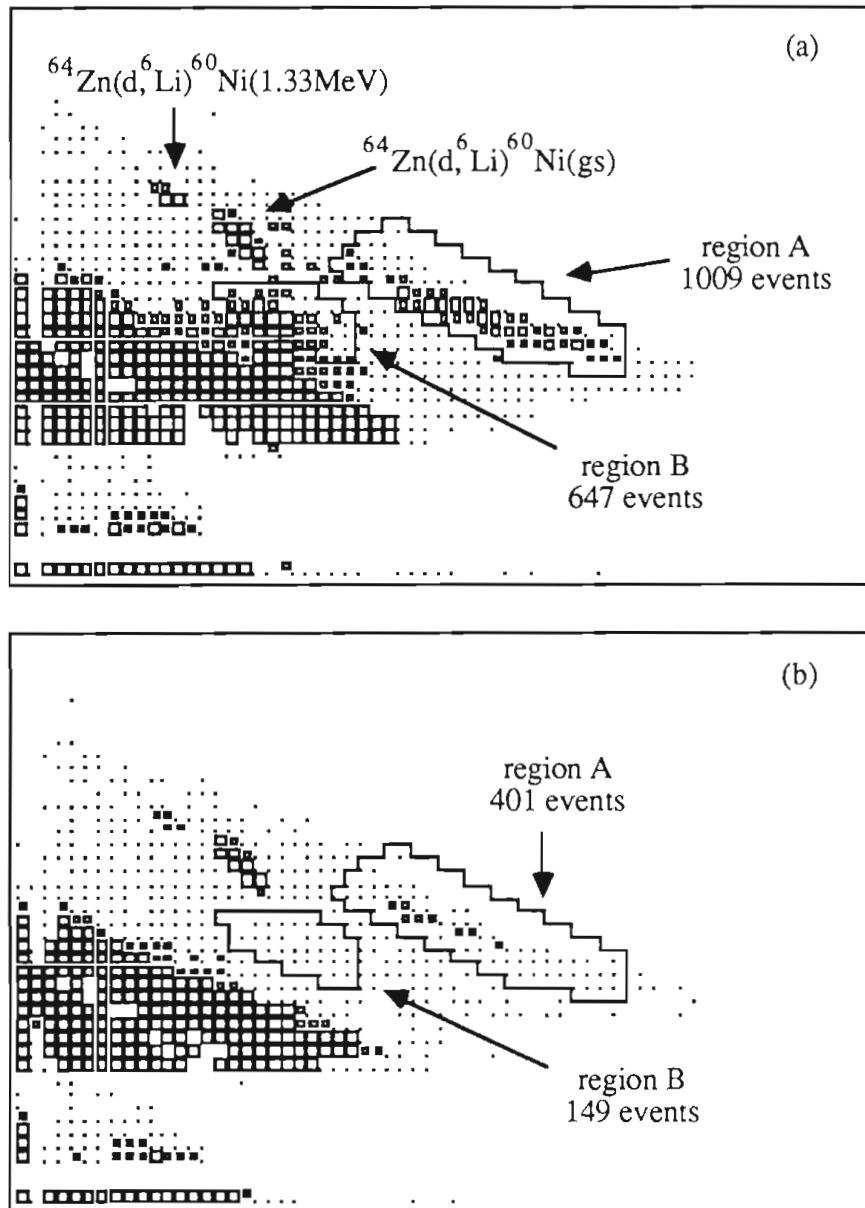 (a)
⁶⁴Zn(d,⁶Li)⁶⁰Ni(1.33MeV)
⁶⁴Zn(d,⁶Li)⁶⁰Ni(gs)
region A
1009 events
region B
647 events
(b)
region A
401 events
region B
149 events